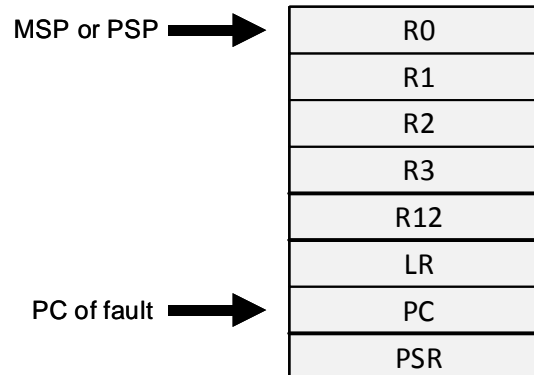 MSP or PSP
R0
R1
R2
R3
R12
LR
PC of fault
PC
PSR